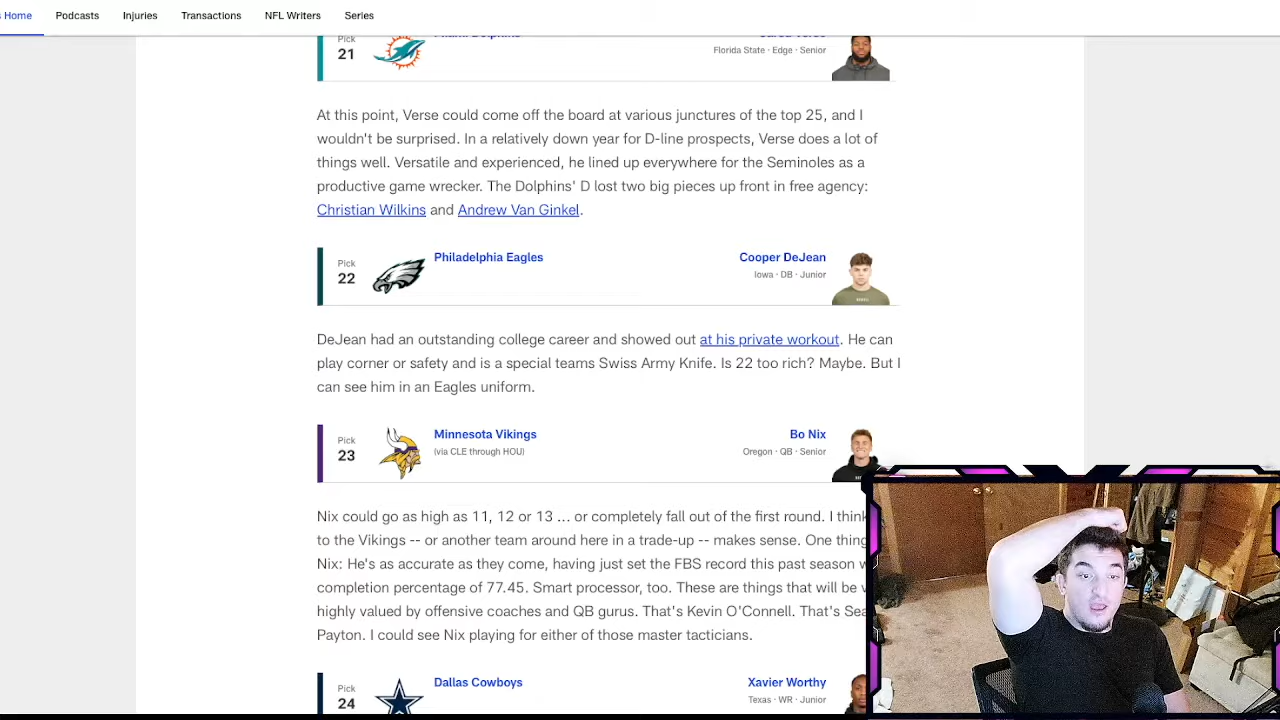 Home
Podcasts
Injuries
Transactions
NFL Writers
Series
Pick
21
Florida State · Edge · Senior
At this point, Verse could come off the board at various junctures of the top 25, and I
wouldn't be surprised. In a relatively down year for D-line prospects, Verse does a lot of
things well. Versatile and experienced, he lined up everywhere for the Seminoles as a
productive game wrecker. The Dolphins' D lost two big pieces up front in free agency:
Christian Wilkins and Andrew Van Ginkel.
Pick
22
Philadelphia Eagles
Cooper DeJean
Iowa · DB · Junior
DeJean had an outstanding college career and showed out at his private workout. He can
play corner or safety and is a special teams Swiss Army Knife. Is 22 too rich? Maybe. But I
can see him in an Eagles uniform.
Pick
23
Minnesota Vikings
(via CLE through HOU)
Bo Nix
Oregon · QB · Senior
Nix could go as high as 11, 12 or 13 ... or completely fall out of the first round. I think
to the Vikings -- or another team around here in a trade-up -- makes sense. One thing
Nix: He's as accurate as they come, having just set the FBS record this past season
completion percentage of 77.45. Smart processor, too. These are things that will be
highly valued by offensive coaches and QB gurus. That's Kevin O'Connell. That's Sea
Payton. I could see Nix playing for either of those master tacticians.
Pick
24
Dallas Cowboys
Xavier Worthy
Texas · WR · Junior